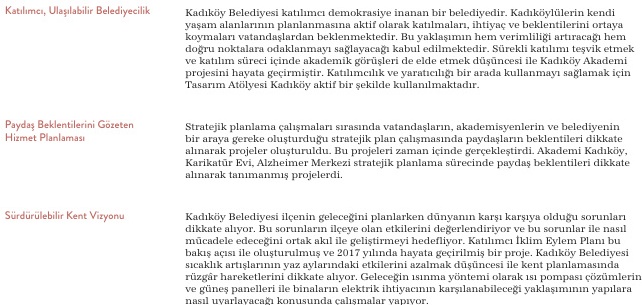 Katılımcı, Ulaşılabilir Belediyecilik
Kadıköy Belediyesi katılımcı demokrasiye inanan bir belediyedir. Kadıköylülerin kendi
yaşam alanlarının planlanmasına aktif olarak katılmaları, ihtiyaç ve beklentilerini ortaya
koymaları vatandaşlardan beklenmektedir. Bu yaklaşımın hem verimliliği artıracağı hem
doğru noktalara odaklanmayı sağlayacağı kabul edilmektedir. Sürekli katılımı teşvik etmek
ve katılım süreci içinde akademik görüşleri de elde etmek düşüncesi ile Kadıköy Akademi
projesini hayata geçirmiştir. Katılımcılık ve yaratıcılığı bir arada kullanmayı sağlamak için
Tasarım Atölyesi Kadıköy aktif bir şekilde kullanılmaktadır.
Paydaş Beklentilerini Gözeten
Hizmet Planlaması
Stratejik planlama çalışmaları sırasında vatandaşların, akademisyenlerin ve belediyenin
bir araya gereke oluşturduğu stratejik plan çalışmasında paydaşların beklentileri dikkate
alınarak projeler oluşturuldu. Bu projeleri zaman içinde gerçekleştirdi. Akademi Kadıköy,
Karikatür Evi, Alzheimer Merkezi stratejik planlama sürecinde paydaş beklentileri dikkate
alınarak tanımanmış projelerdi.
Sürdürülebilir Kent Vizyonu
Kadıköy Belediyesi ilçenin geleceğini planlarken dünyanın karşı karşıya olduğu sorunları
dikkate alıyor. Bu sorunların ilçeye olan etkilerini değerlendiriyor ve bu sorunlar ile nasıl
mücadele edeceğini ortak akıl ile geliştirmeyi hedefliyor. Katılımcı İklim Eylem Planı bu
bakış açısı ile oluşturulmuş ve 2017 yılında hayata geçirilmiş bir proje. Kadıköy Belediyesi
sıcaklık artışlarının yaz aylarındaki etkilerini azalmak düşüncesi ile kent planlamasında
rüzgâr hareketlerini dikkate alıyor. Geleceğin ısınma yöntemi olarak ısı pompası çözümlerin
ve güneş panelleri ile binaların elektrik ihtiyacının karşılanabileceği yaklaşımının yapılara
nasıl uyarlayacağı konusunda çalışmalar yapıyor.